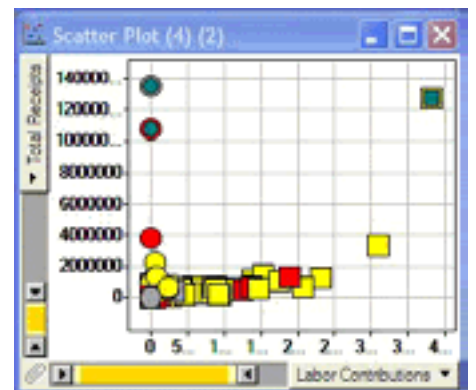 Scatter Plot (4) (2)
Total Receipts
140000...
120000...
100000...
8000000
6000000
4000000
2000000
0
0 5... 1... 1... 2... 2... 3... 3... 4...
Labor Contributions